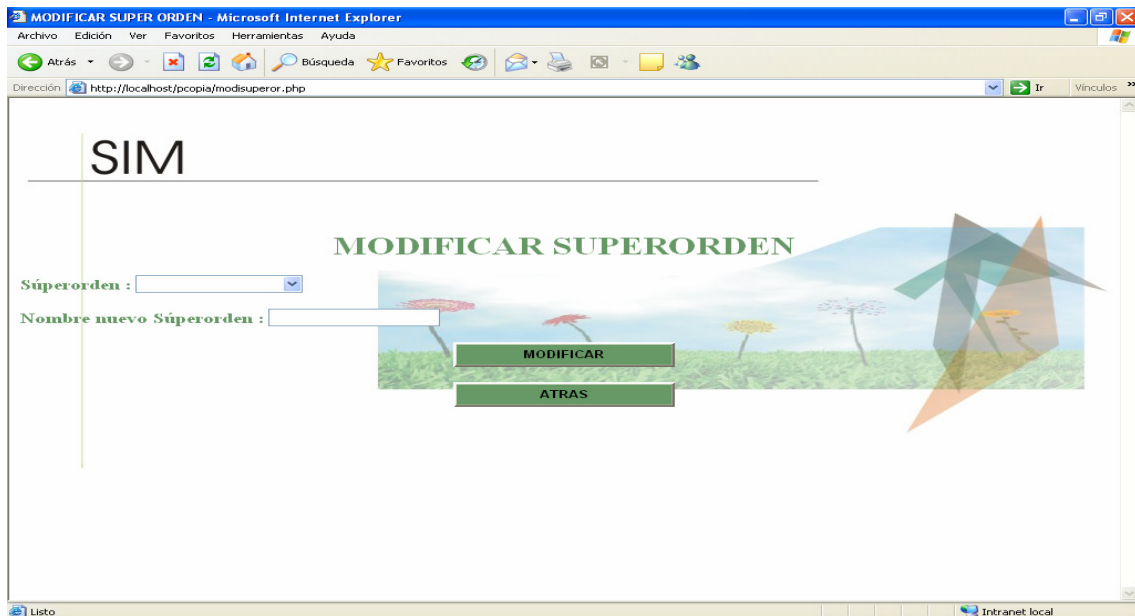 MODIFICAR SUPER ORDEN - Microsoft Internet Explorer
Archivo Edición Ver Favoritos Herramientas Ayuda
Atrás Búsqueda Favoritos
Dirección http://localhost/pcopia/modisuperor.php Ir Vínculos »
SIM
MODIFICAR SUPERORDEN
Súperorden :
Nombre nuevo Súperorden :
MODIFICAR
ATRAS
Listo Intranet local